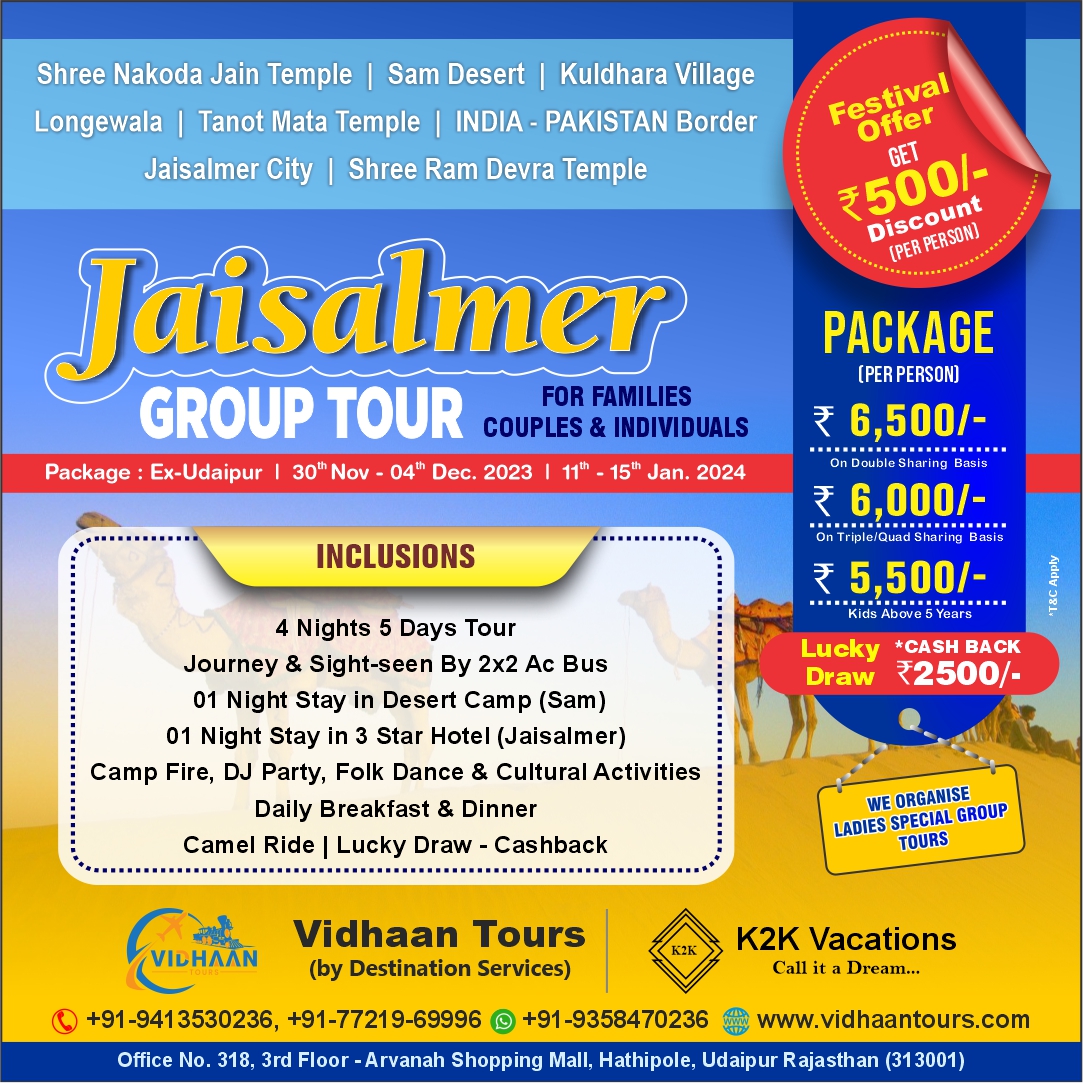 Shree Nakoda Jain Temple | Sam Desert | Kuldhara Village
Longewala | Tanot Mata Temple | INDIA - PAKISTAN Border
Jaisalmer City | Shree Ram Devra Temple
Festival
Offer
GET
₹500/-
Discount
(PER PERSON)
Jaisalmer
GROUP TOUR
FOR FAMILIES
COUPLES & INDIVIDUALS
Package : Ex-Udaipur | 30th Nov - 04th Dec. 2023 | 11th - 15th Jan. 2024
PACKAGE
(PER PERSON)
₹ 6,500/-
On Double Sharing Basis
₹ 6,000/-
On Triple/Quad Sharing Basis
₹ 5,500/-
Kids Above 5 Years
*T&C Apply
Lucky
Draw
*CASH BACK
₹2500/-
WE ORGANISE
LADIES SPECIAL GROUP
TOURS
INCLUSIONS
4 Nights 5 Days Tour
Journey & Sight-seen By 2x2 Ac Bus
01 Night Stay in Desert Camp (Sam)
01 Night Stay in 3 Star Hotel (Jaisalmer)
Camp Fire, DJ Party, Folk Dance & Cultural Activities
Daily Breakfast & Dinner
Camel Ride | Lucky Draw - Cashback
VIDHAAN
TOURS
Vidhaan Tours
(by Destination Services)
K2K
K2K Vacations
Call it a Dream...
+91-9413530236, +91-77219-69996 +91-9358470236 www.vidhaantours.com
Office No. 318, 3rd Floor - Arvanah Shopping Mall, Hathipole, Udaipur Rajasthan (313001)